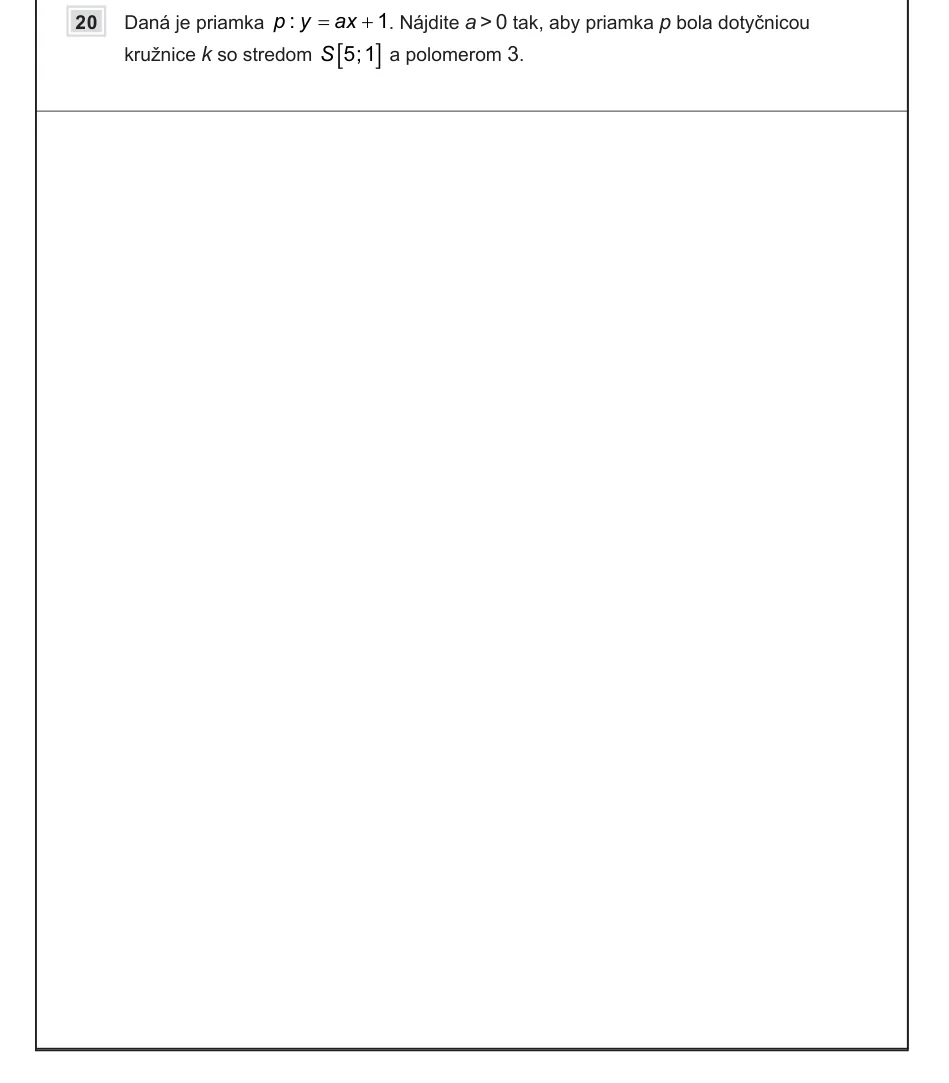 20 Daná je priamka p : y = ax + 1. Nájdite a > 0 tak, aby priamka p bola dotyčnicou
kružnice k so stredom S[5; 1] a polomerom 3.